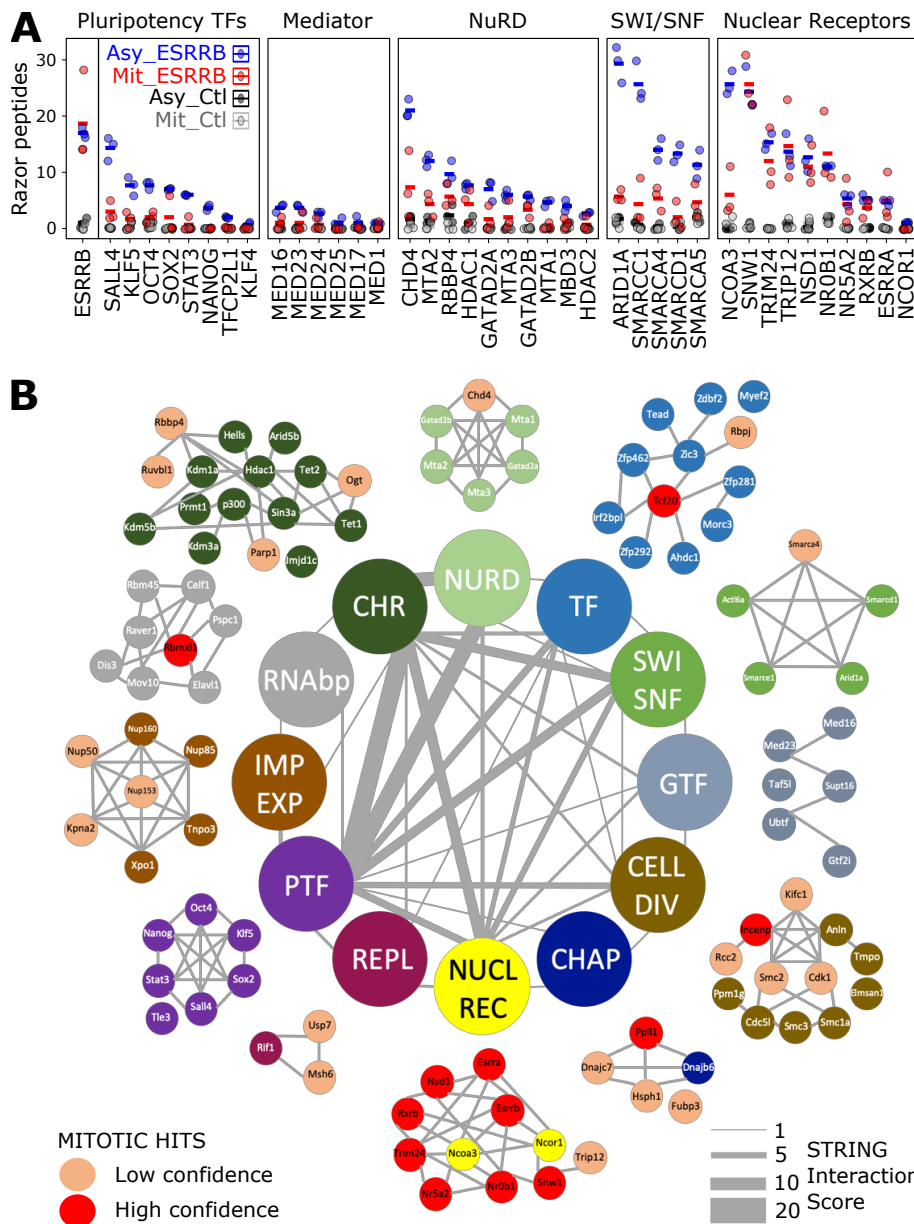 A
Pluripotency TFs
Mediator
NuRD
SWI/SNF
Nuclear Receptors
Razor peptides
30
20
10
0
Asy_ESRRB
Mit_ESRRB
Asy_Ctl
Mit_Ctl
ESRRB
SALL4
KLF5
OCT4
SOX2
STAT3
NANOG
TFCP2L1
KLF4
MED16
MED23
MED24
MED25
MED17
MED1
CHD4
MTA2
RBBP4
HDAC1
GATAD2A
MTA3
GATAD2B
MTA1
MBD3
HDAC2
ARID1A
SMARCC1
SMARCA4
SMARCD1
SMARCA5
NCOA3
SNW1
TRIM24
TRIP12
NSD1
NR0B1
NR5A2
RXRB
ESRRA
NCOR1
B
Rbbp4
Hells
Arid5b
Ruvbl1
Kdm1a
Hdac1
Tet2
Ogt
Prmt1
p300
Sin3a
Kdm5b
Tet1
Kdm3a
Parp1
Jmjd1c
Chd4
Gatad2b
Mta1
Mta2
Gatad2a
Mta3
Zdbf2
Myef2
Tead
Rbpj
Zfp462
Zic3
Tcf20
Zfp281
Irf2bpl
Morc3
Zfp292
Ahdc1
Smarca4
Actl6a
Smarcd1
Smarce1
Arid1a
Rbm45
Celf1
Raver1
Pspc1
Rbmxl1
Dis3
Mov10
Elavl1
Nup160
Nup50
Nup85
Nup153
Kpna2
Tnpo3
Xpo1
Med16
Med23
Taf5l
Supt16
Ubtf
Gtf2i
NURD
CHR
TF
RNAbp
SWI
SNF
IMP
EXP
GTF
PTF
CELL
DIV
REPL
NUCL
REC
CHAP
Oct4
Nanog
Klf5
Stat3
Sox2
Tle3
Sall4
Kifc1
Incenp
Anln
Rcc2
Smc2
Cdk1
Tmpo
Ppm1g
Elmsan1
Cdc5l
Smc3
Smc1a
Usp7
Rif1
Msh6
Ppil1
Dnajc7
Dnajb6
Hsph1
Fubp3
Esrra
Nsd1
Rxrb
Esrrb
Trim24
Ncoa3
Ncor1
Trip12
Nr5a2
Nr0b1
Snw1
MITOTIC HITS
Low confidence
High confidence
1
5
10
20
STRING
Interaction
Score